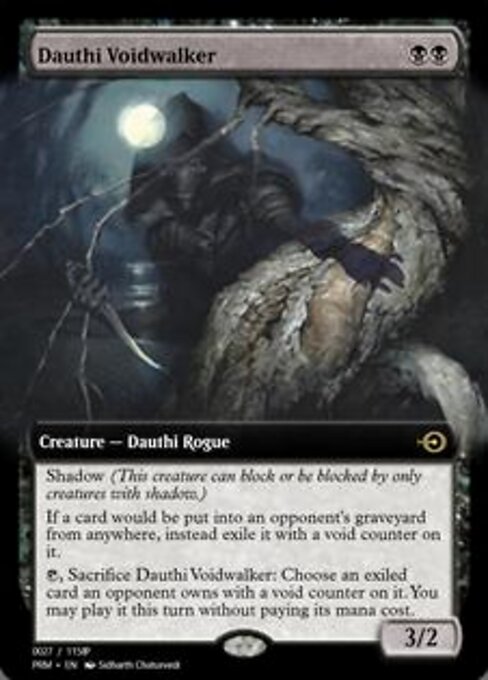 Dauthi Voidwalker
Creature — Dauthi Rogue
Shadow (This creature can block or be blocked by only
creatures with shadow.)
If a card would be put into an opponent's graveyard
from anywhere, instead exile it with a void counter on
it.
, Sacrifice Dauthi Voidwalker: Choose an exiled
card an opponent owns with a void counter on it. You
may play it this turn without paying its mana cost.
3/2
0027 / 1158P
PRM • EN Sidharth Chaturvedi